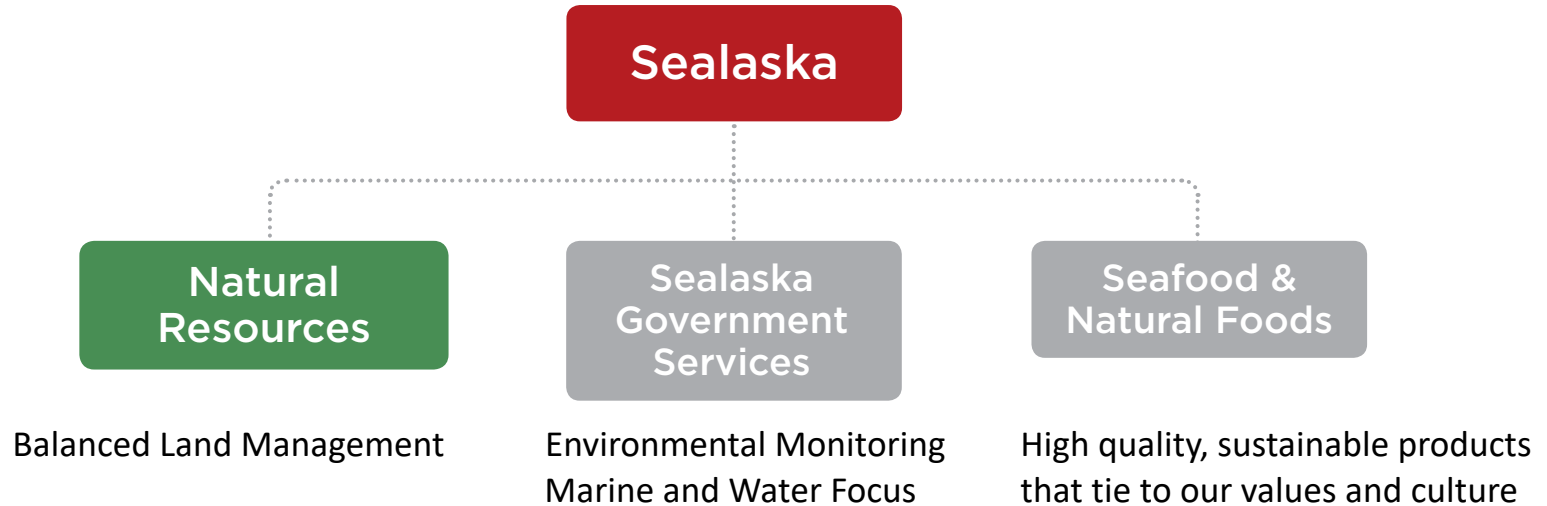 Sealaska
Natural
Resources
Sealaska
Government
Services
Seafood &
Natural Foods
Balanced Land Management
Environmental Monitoring
Marine and Water Focus
High quality, sustainable products
that tie to our values and culture